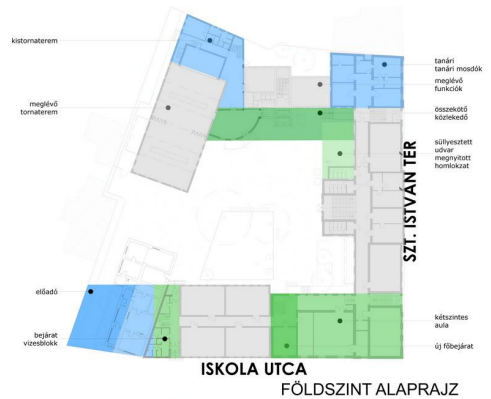 kistornaterem
tanári
tanári mosdók
meglévő
funkciók
meglévő
tornaterem
összekötő
közlekedő
süllyesztett
udvar
megnyitott
homlokzat
SZT. ISTVÁN TÉR
előadó
bejárat
vizesblokk
kétszintes
aula
új főbejárat
ISKOLA UTCA
FÖLDSZINT ALAPRAJZ